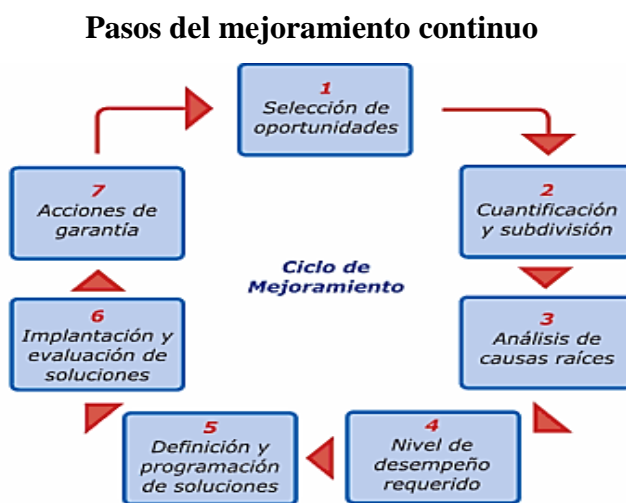 Pasos del mejoramiento continuo
1
Selección de
oportunidades
2
Cuantificación
y subdivisión
3
Análisis de
causas raíces
4
Nivel de
desempeño
requerido
5
Definición y
programación
de soluciones
6
Implantación y
evaluación de
soluciones
7
Acciones de
garantía
Ciclo de
Mejoramiento